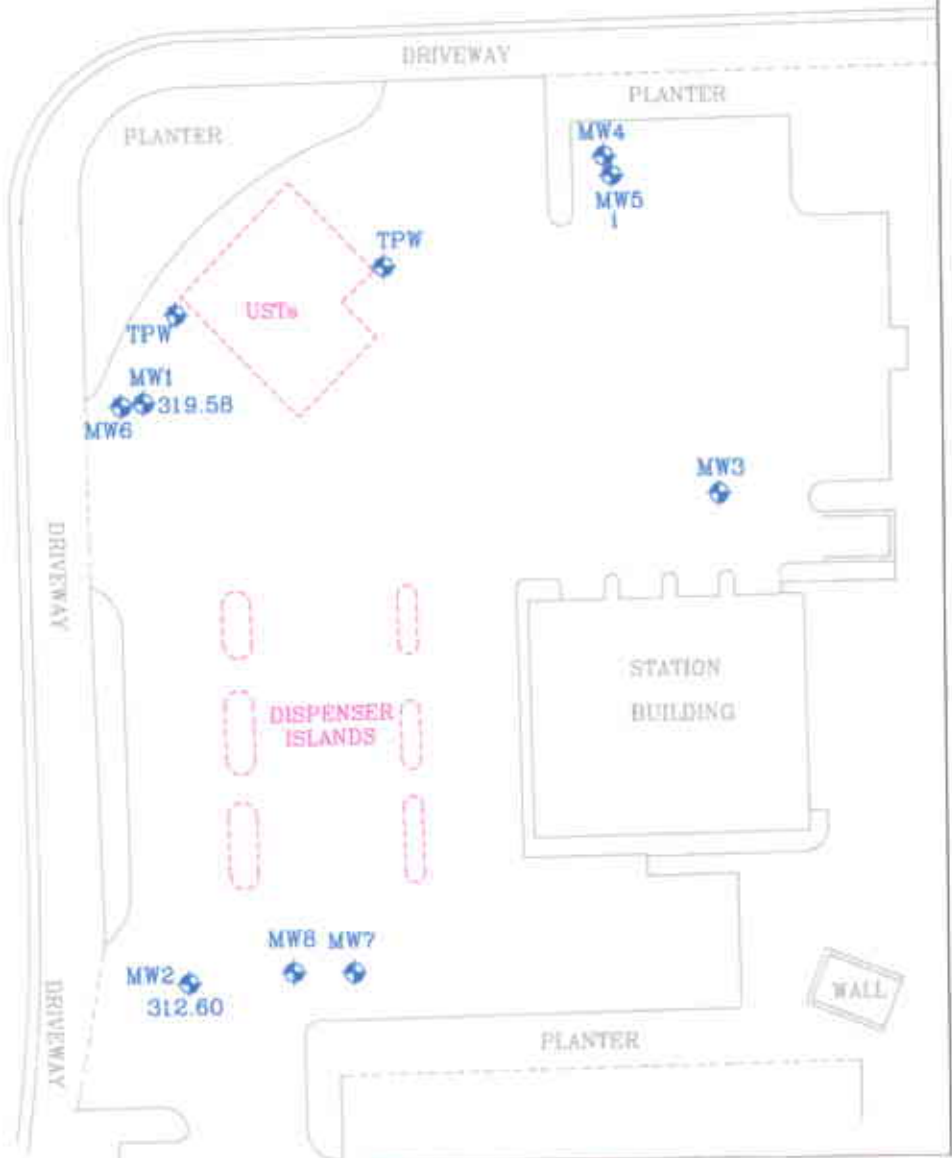 DRIVEWAY
PLANTER
PLANTER
MW4
MW5
1
TPW
USTs
TPW
MW1
319.58
MW6
MW3
DRIVEWAY
STATION
BUILDING
DISPENSER
ISLANDS
MW8
MW7
MW2
312.60
DRIVEWAY
WALL
PLANTER